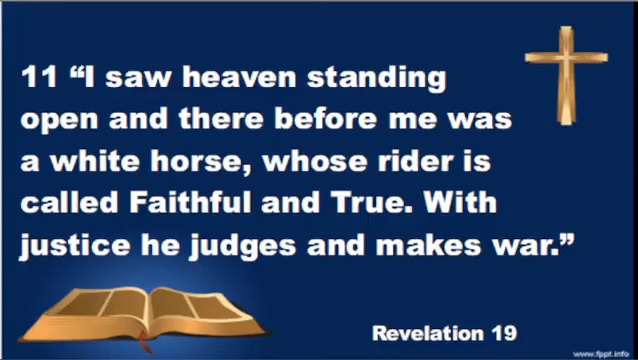 11 “I saw heaven standing
open and there before me was
a white horse, whose rider is
called Faithful and True. With
justice he judges and makes war.”
Revelation 19
www.fppt.info